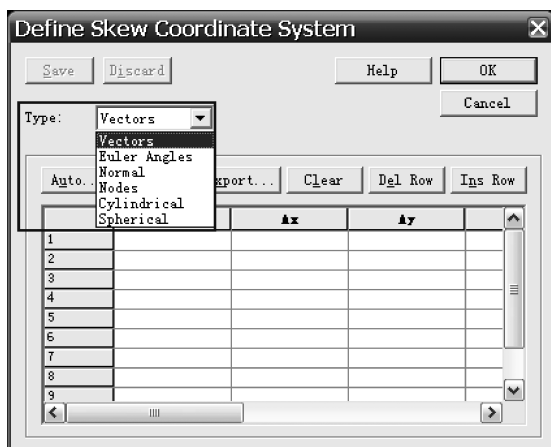 Define Skew Coordinate System
Save Discard Help OK
Cancel
Type: Vectors
Vectors
Euler Angles
Normal
Nodes
Cylindrical
Spherical
Auto.. xport... Clear Del Row Ins Row
Ax Ay
1
2
3
4
5
6
7
8
9